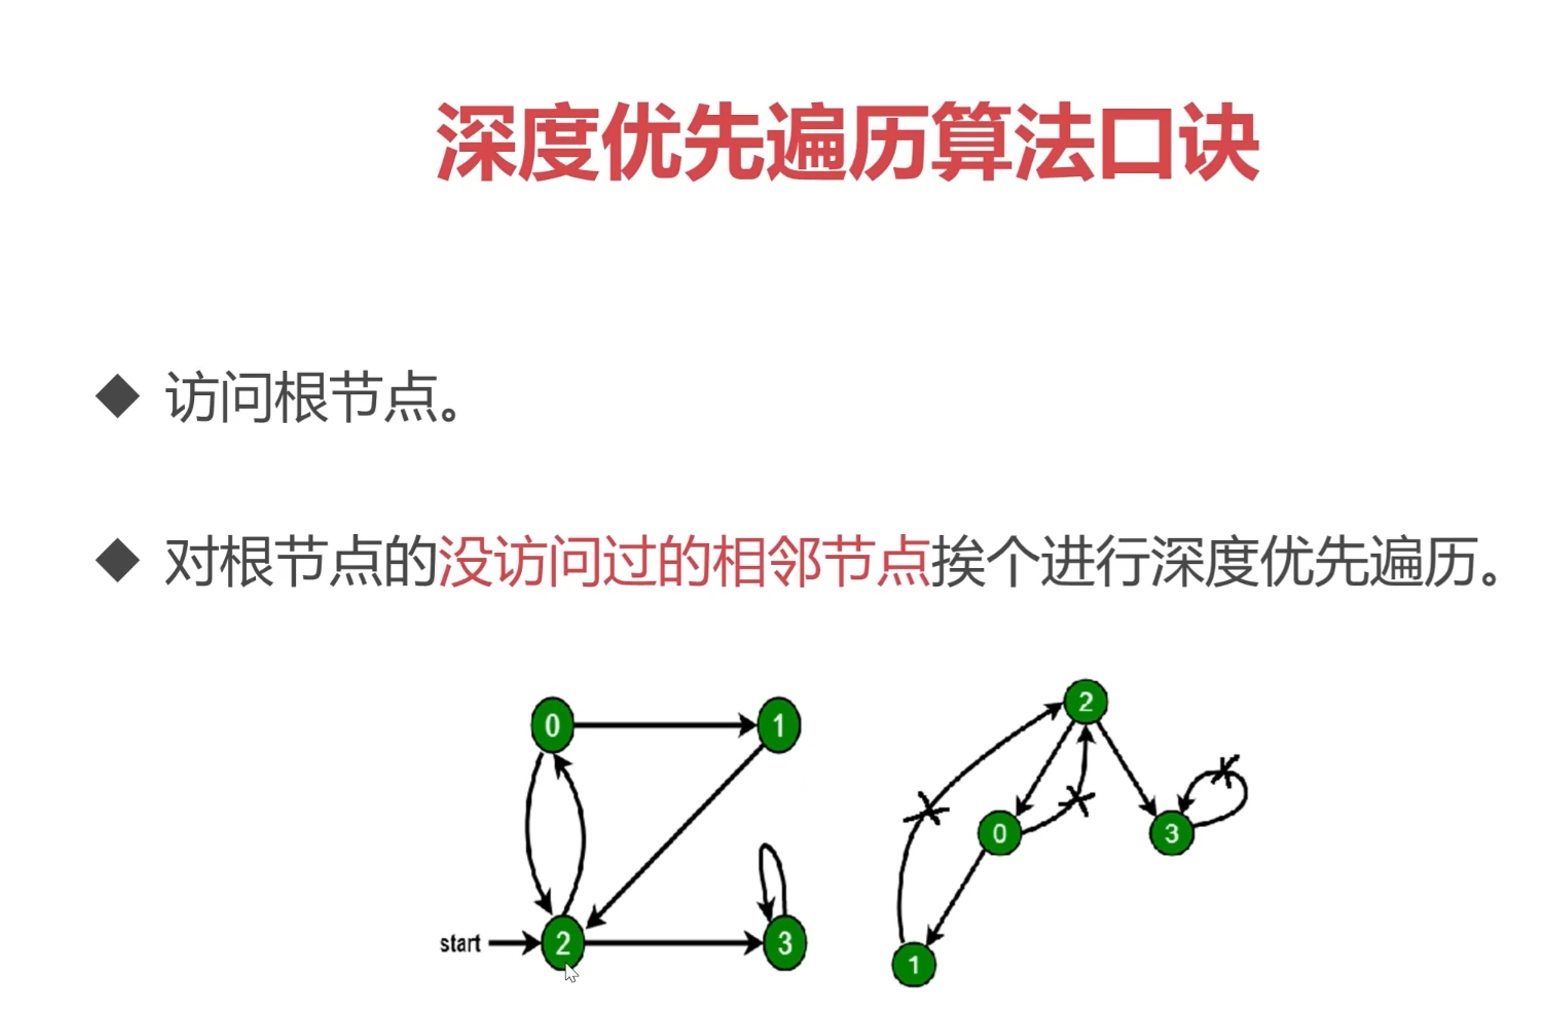 深度优先遍历算法口诀
◆ 访问根节点。
◆ 对根节点的没访问过的相邻节点挨个进行深度优先遍历。
0 1
start 2 3
2
0 3
1